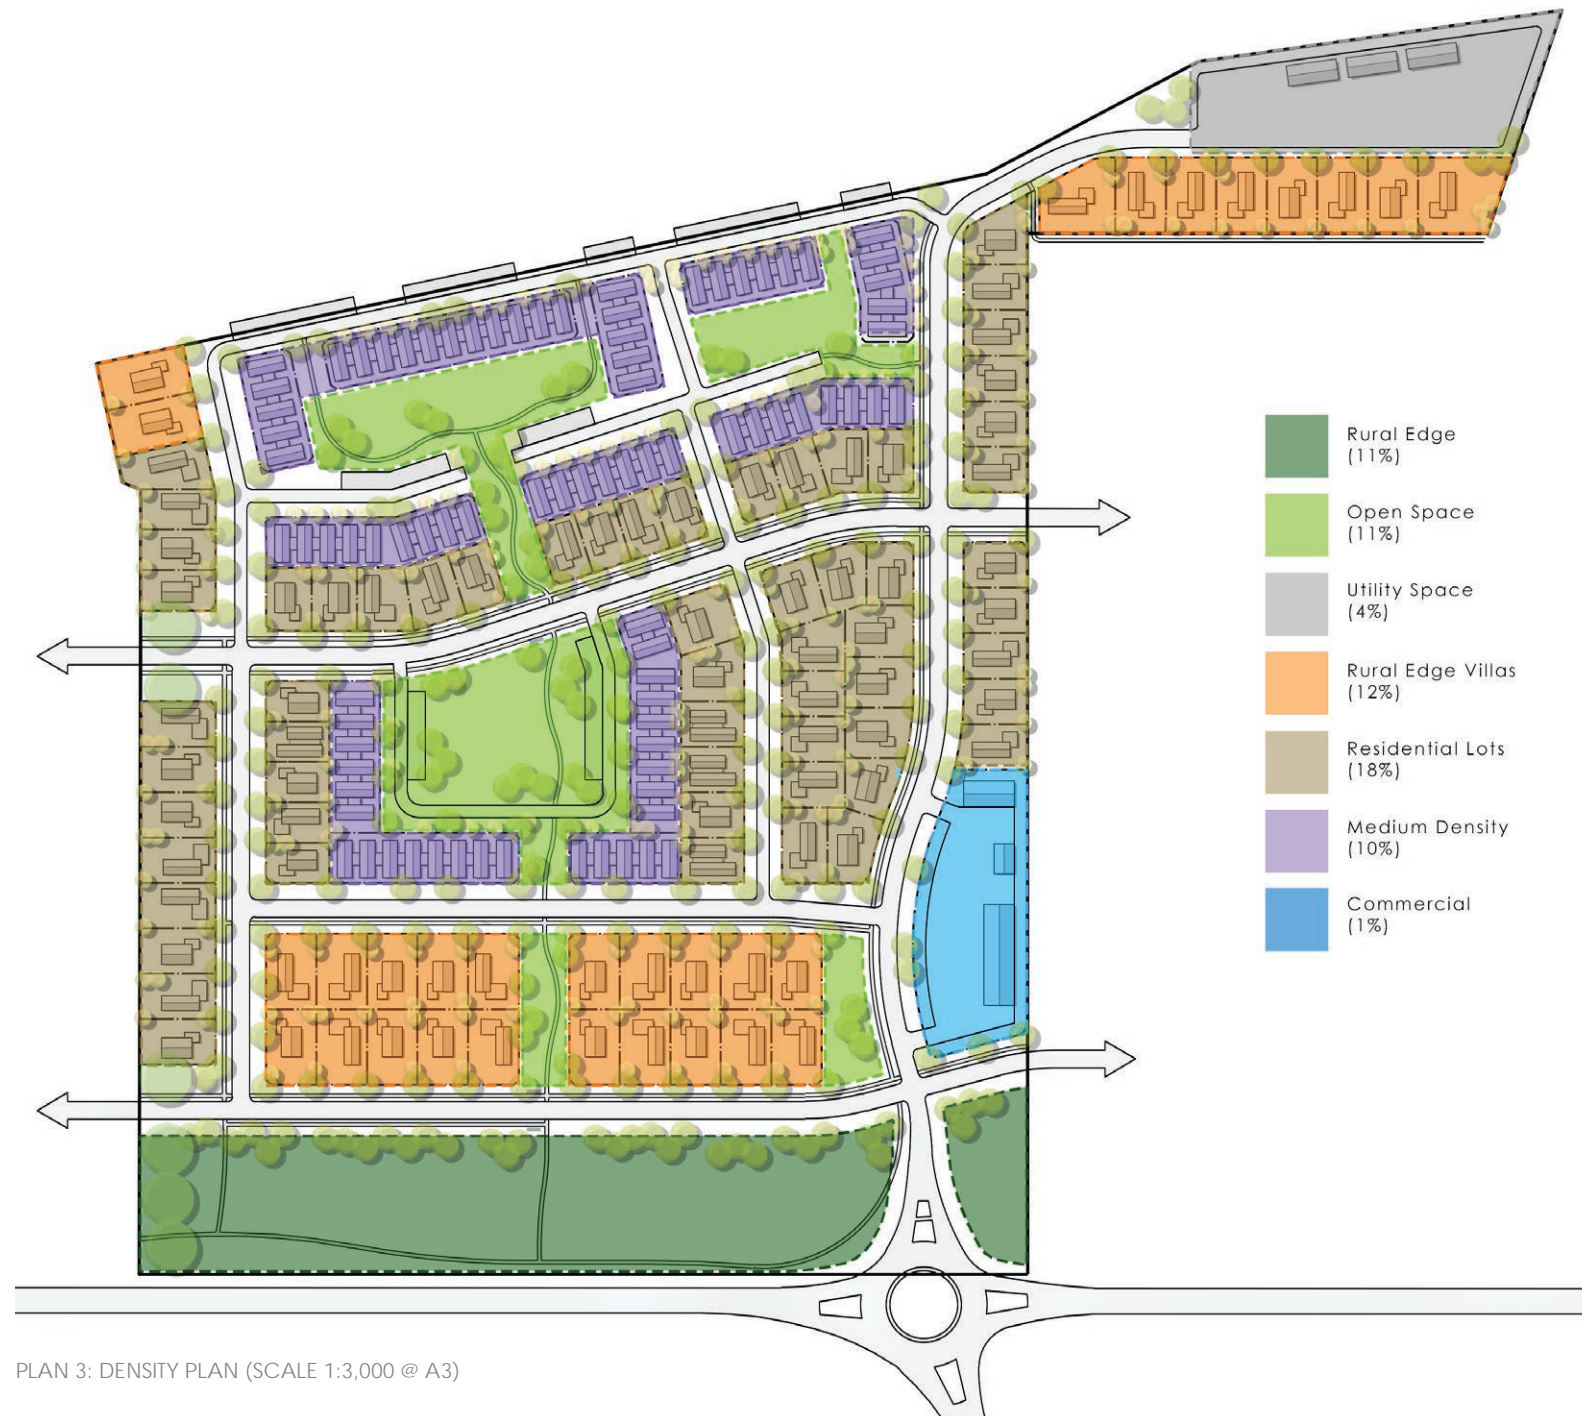 Rural Edge
(11%)
Open Space
(11%)
Utility Space
(4%)
Rural Edge Villas
(12%)
Residential Lots
(18%)
Medium Density
(10%)
Commercial
(1%)
PLAN 3: DENSITY PLAN (SCALE 1:3,000 @ A3)